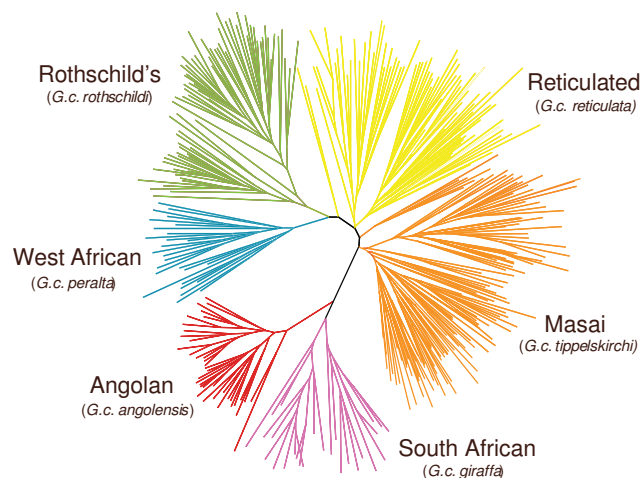 Rothschild's
(G.c. rothschildi)
Reticulated
(G.c. reticulata)
West African
(G.c. peralta)
Masai
(G.c. tippelskirchi)
Angolan
(G.c. angolensis)
South African
(G.c. giraffa)